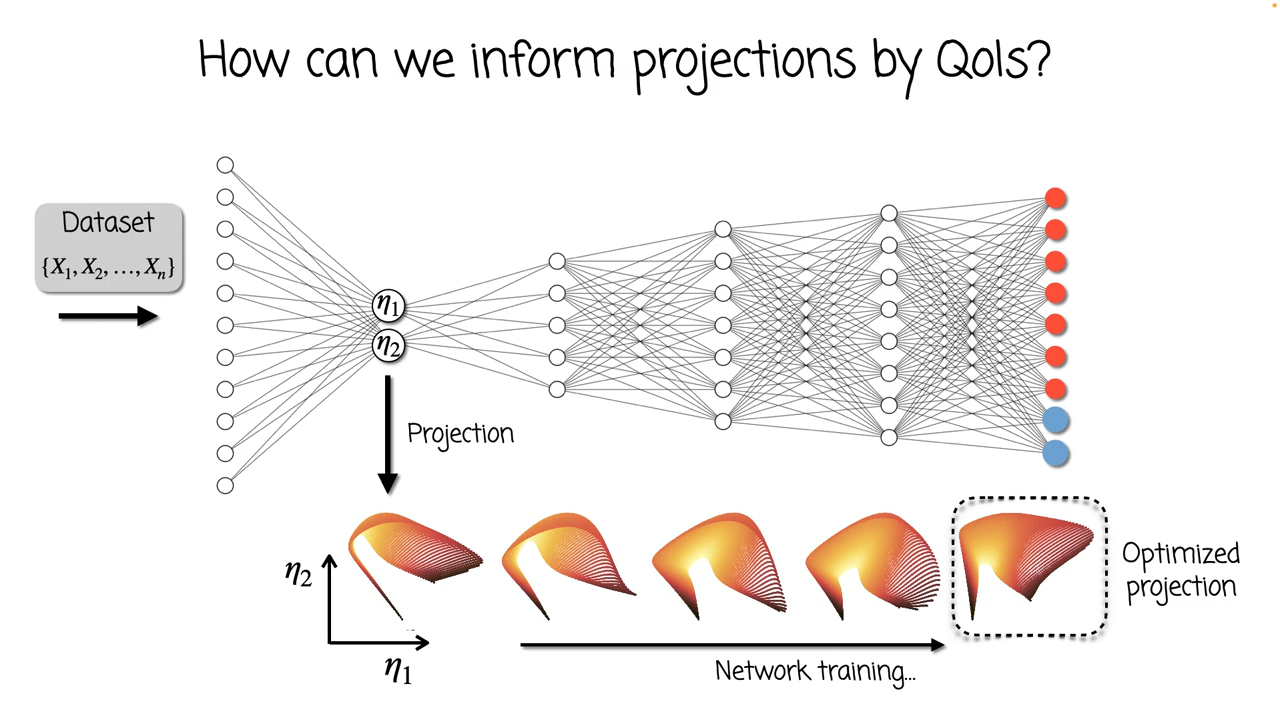 How can we inform projections by QoIs?
Dataset
{X₁, X₂, …, Xₙ}
η₁
η₂
Projection
η₂
η₁
Network training...
Optimized
projection